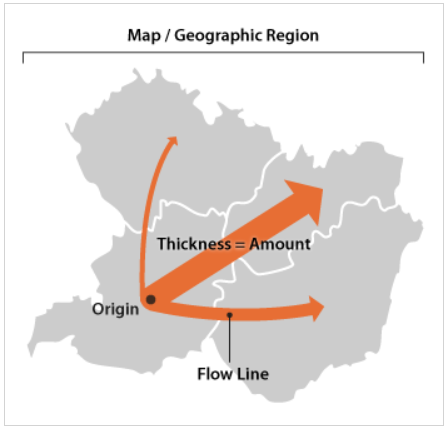 Map / Geographic Region
Thickness = Amount
Origin
Flow Line